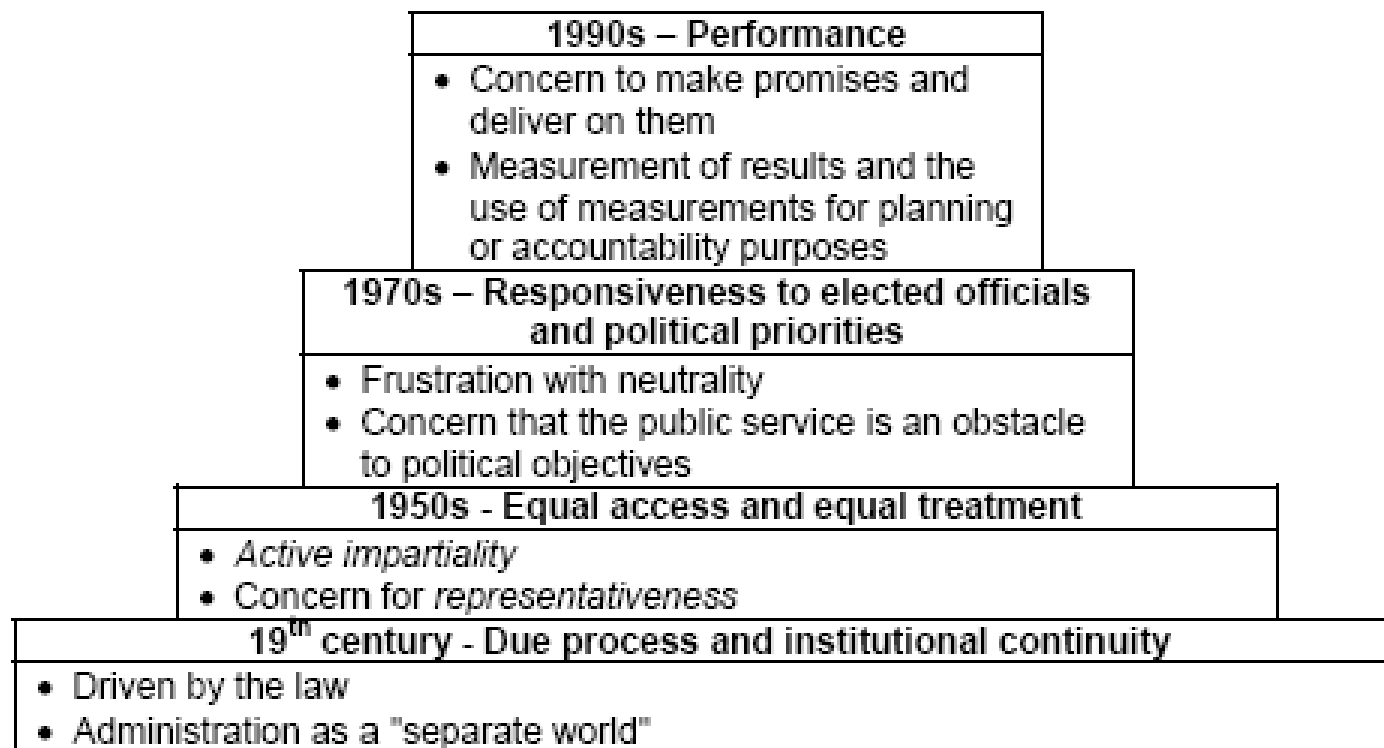 1990s – Performance
• Concern to make promises and
deliver on them
• Measurement of results and the
use of measurements for planning
or accountability purposes
1970s – Responsiveness to elected officials
and political priorities
• Frustration with neutrality
• Concern that the public service is an obstacle
to political objectives
1950s - Equal access and equal treatment
• Active impartiality
• Concern for representativeness
19th century - Due process and institutional continuity
• Driven by the law
• Administration as a "separate world"